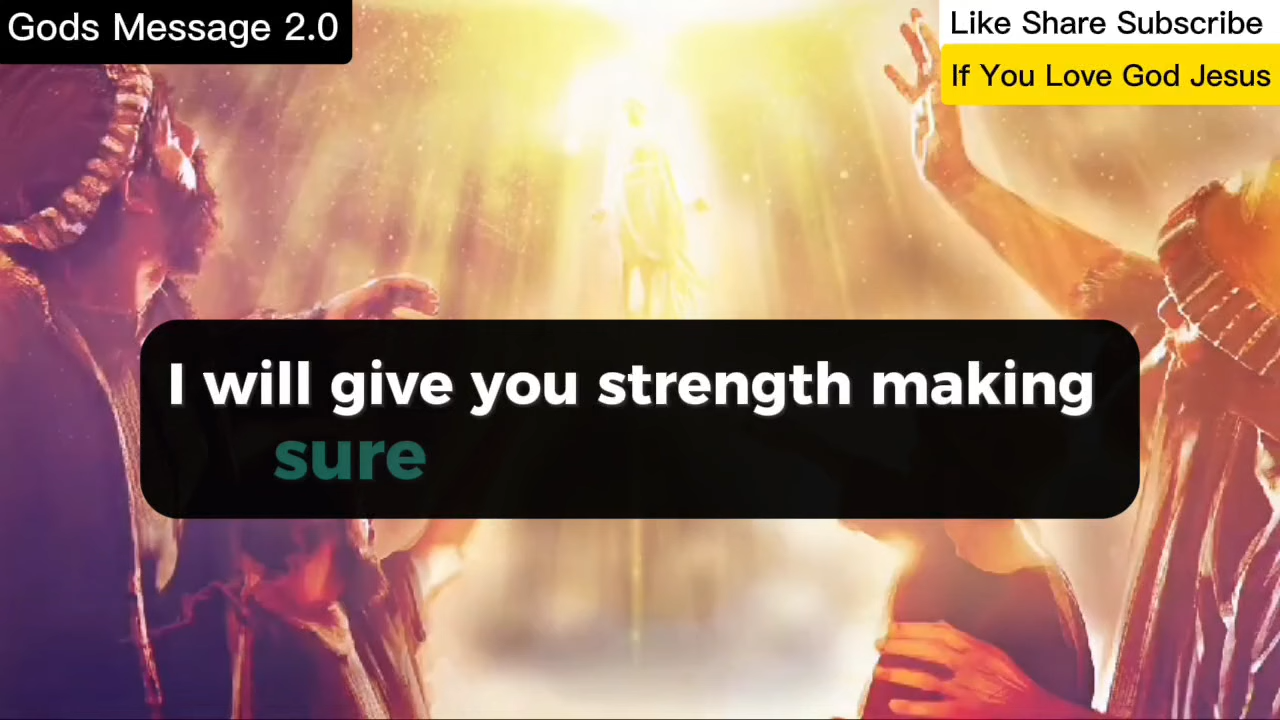 Gods Message 2.0
Like Share Subscribe
If You Love God Jesus
I will give you strength making
sure